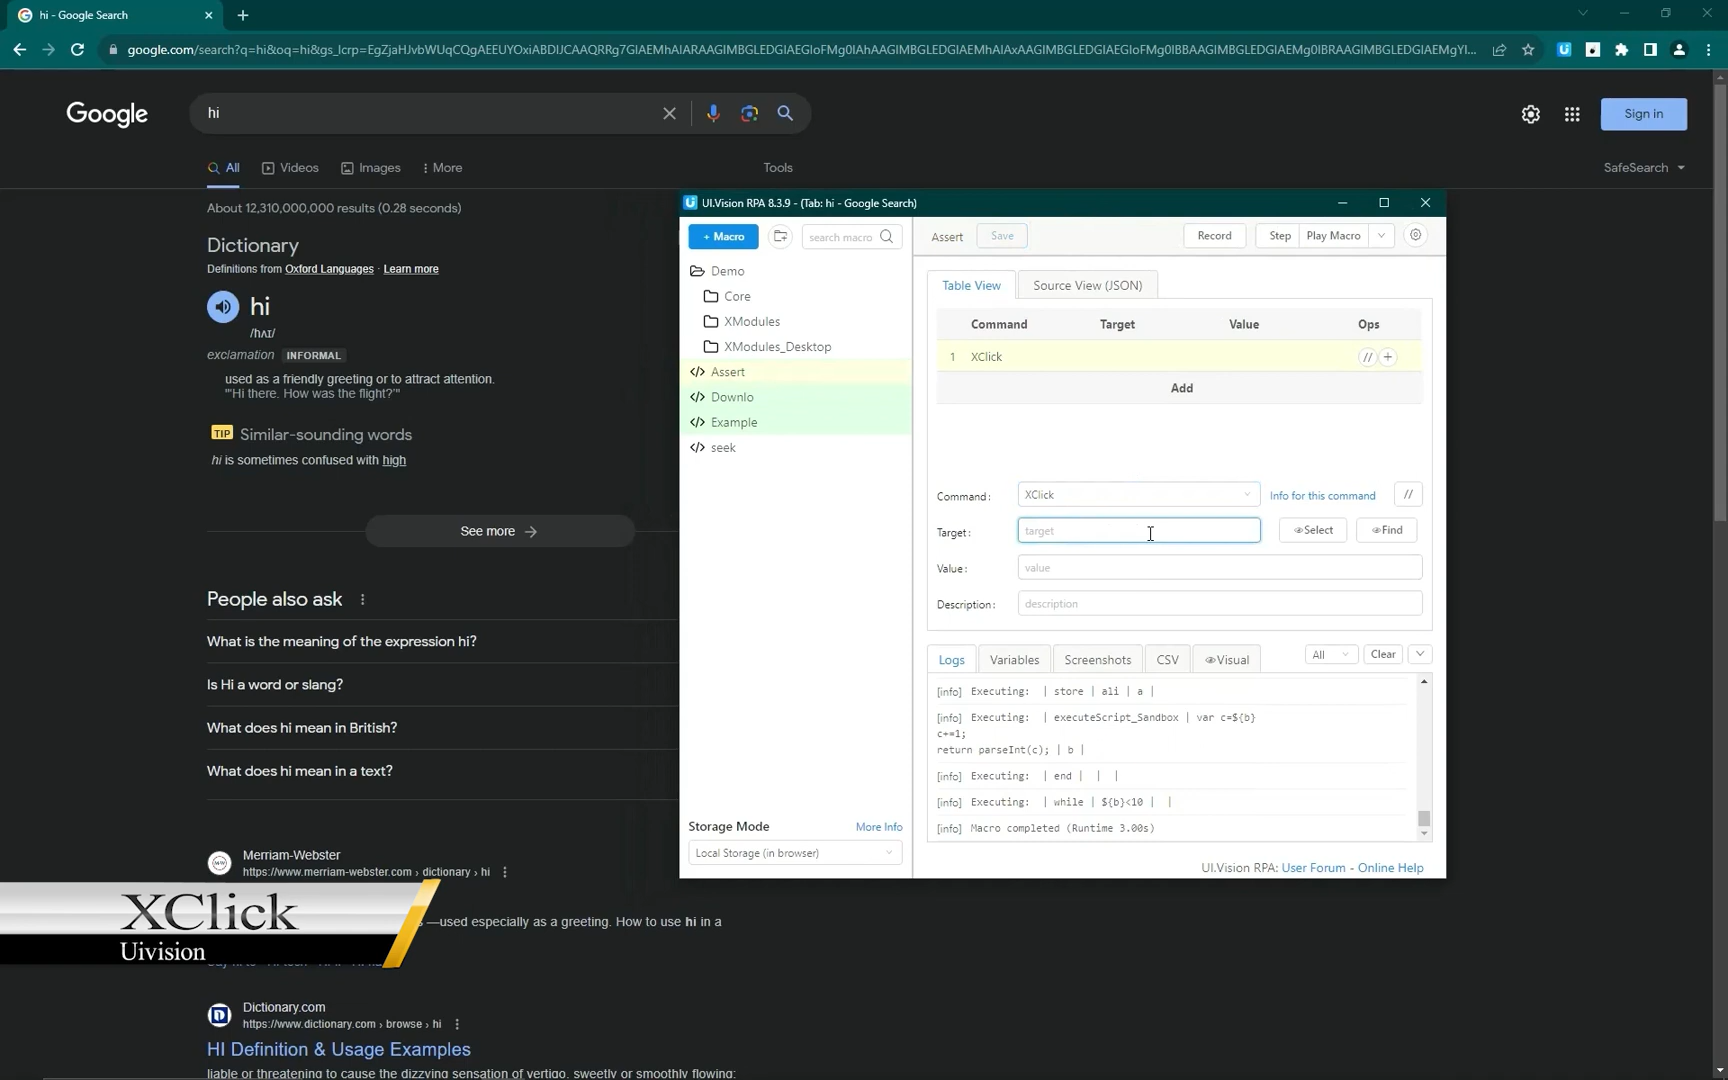 hi - Google Search
google.com/search?q=hi&oq=hi&gs_lcrp=EgZjaHJvbWUqCQgAEEUYOxiABDIJCAAQRRg7GIAEMhAIARAAGIMBGLEDGIAEGIoFMg0IAhAAGIMBGLEDGIAEMhAIAxAAGIMBGLEDGIAEGIoFMg0IBBAAGIMBGLEDGIAEMg0IBRAAGIMBGLEDGIAEMgYI...
Google
hi
Sign in
All Videos Images More Tools SafeSearch
About 12,310,000,000 results (0.28 seconds)
Dictionary
Definitions from Oxford Languages · Learn more
hi
/hʌɪ/
exclamation INFORMAL
used as a friendly greeting or to attract attention.
"'Hi there. How was the flight?'"
TIP Similar-sounding words
hi is sometimes confused with high
See more
People also ask
What is the meaning of the expression hi?
Is Hi a word or slang?
What does hi mean in British?
What does hi mean in a text?
Merriam-Webster
https://www.merriam-webster.com › dictionary › hi
—used especially as a greeting. How to use hi in a
Dictionary.com
https://www.dictionary.com › browse › hi
HI Definition & Usage Examples
liable or threatening to cause the dizzying sensation of vertigo. sweetly or smoothly flowing;
XClick
Uivision
UI.Vision RPA 8.3.9 - (Tab: hi - Google Search)
+ Macro
search macro
Assert Save Record Step Play Macro
Demo
Core
XModules
XModules_Desktop
Assert
Downlo
Example
seek
Storage Mode More Info
Local Storage (in browser)
Table View Source View (JSON)
Command Target Value Ops
1 XClick // +
Add
Command: XClick Info for this command //
Target: target Select Find
Value: value
Description: description
Logs Variables Screenshots CSV Visual All Clear
[info] Executing: | store | ali | a |
[info] Executing: | executeScript_Sandbox | var c=${b}
c+=1;
return parseInt(c); | b |
[info] Executing: | end | | |
[info] Executing: | while | ${b}<10 | |
[info] Macro completed (Runtime 3.00s)
UI.Vision RPA: User Forum - Online Help